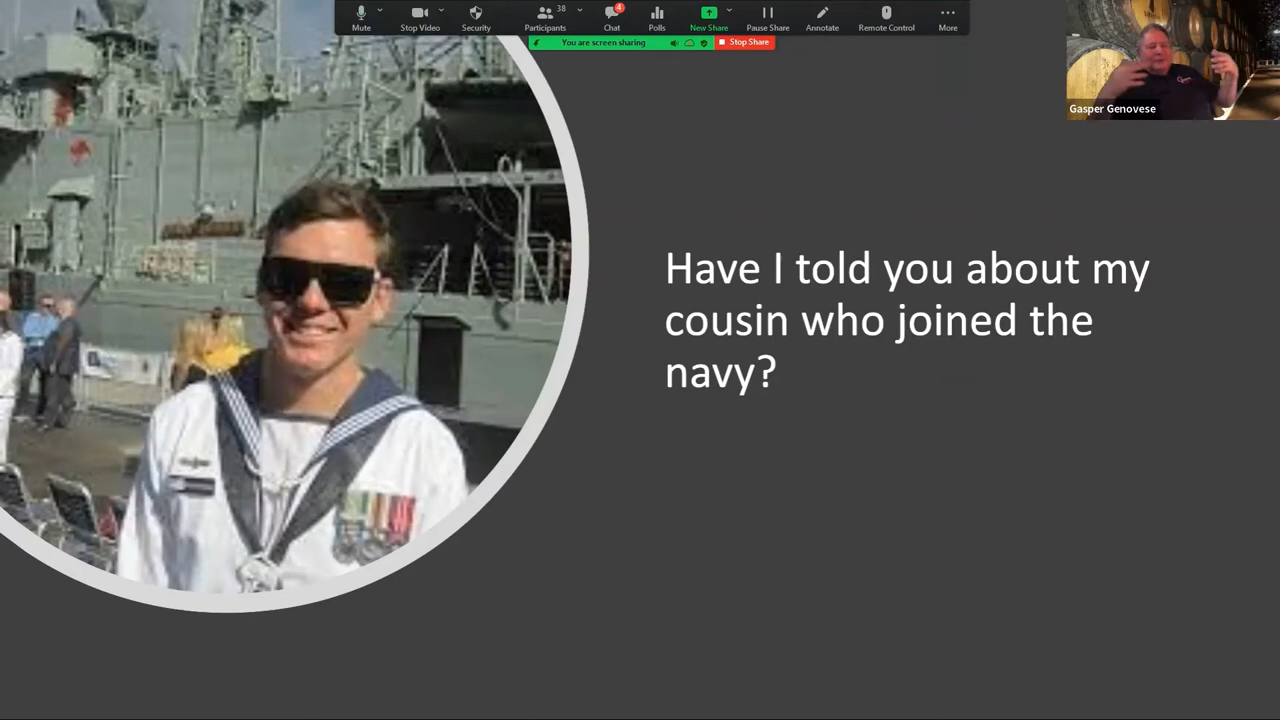 38
4
Mute
Stop Video
Security
Participants
Chat
Polls
New Share
Pause Share
Annotate
Remote Control
More
You are screen sharing
Stop Share
Gasper Genovese
Have I told you about my
cousin who joined the
navy?